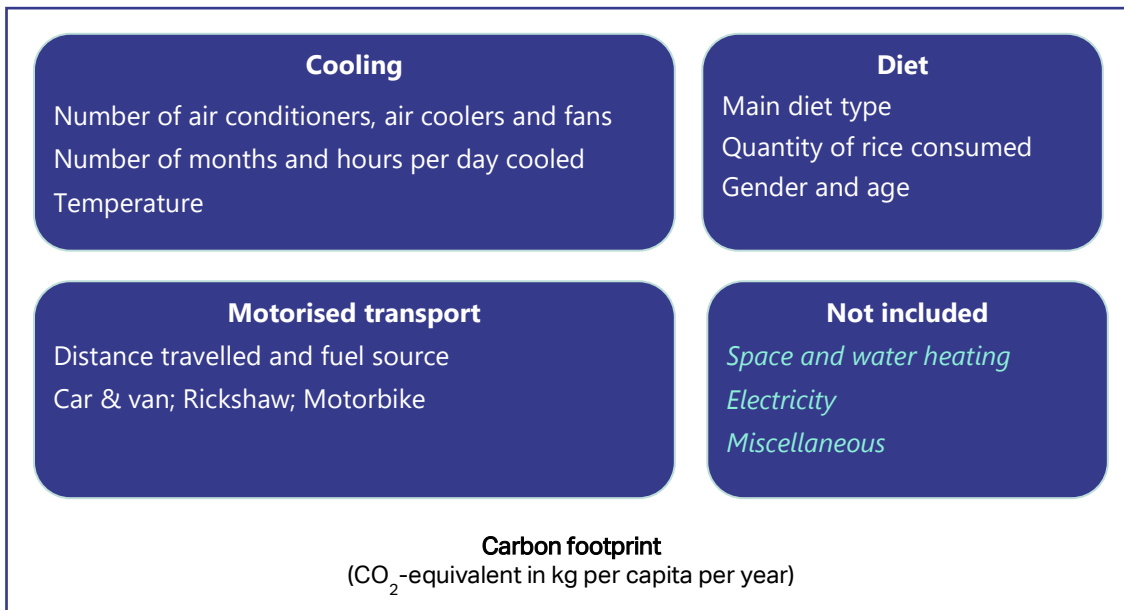 Cooling
Number of air conditioners, air coolers and fans
Number of months and hours per day cooled
Temperature
Diet
Main diet type
Quantity of rice consumed
Gender and age
Motorised transport
Distance travelled and fuel source
Car & van; Rickshaw; Motorbike
Not included
Space and water heating
Electricity
Miscellaneous
Carbon footprint
(CO2-equivalent in kg per capita per year)